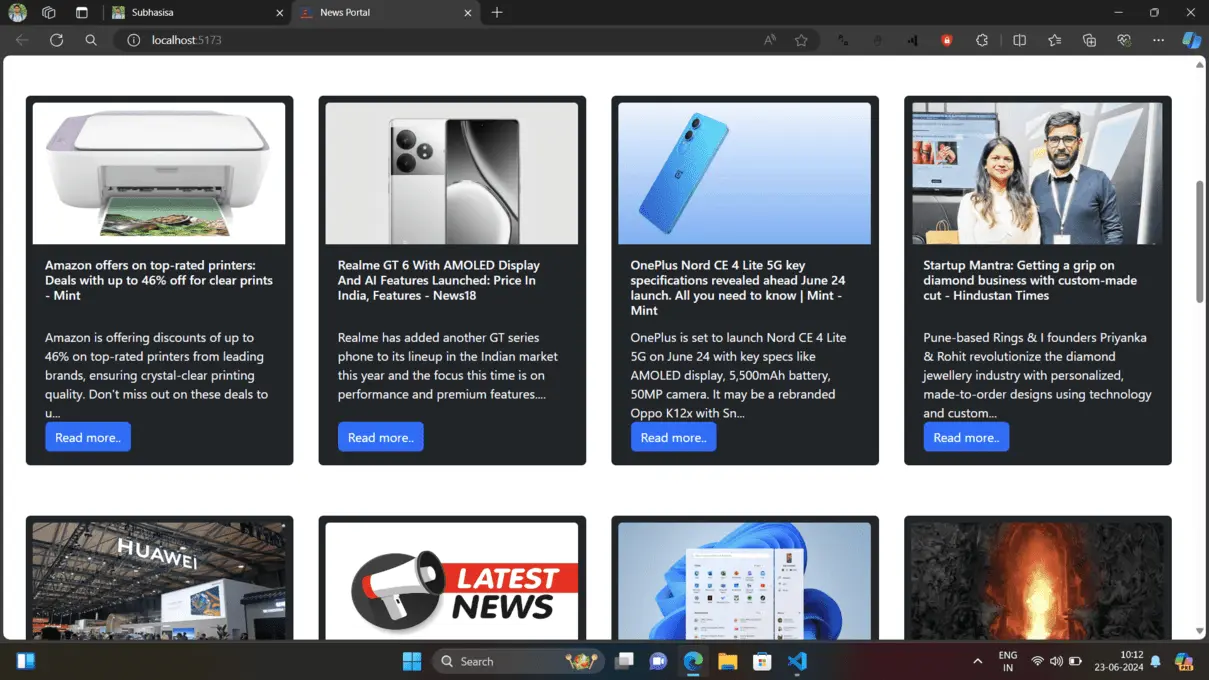 Subhasisa
News Portal
localhost:5173
Amazon offers on top-rated printers:
Deals with up to 46% off for clear prints
- Mint
Amazon is offering discounts of up to
46% on top-rated printers from leading
brands, ensuring crystal-clear printing
quality. Don't miss out on these deals to
u...
Read more..
Realme GT 6 With AMOLED Display
And AI Features Launched: Price In
India, Features - News18
Realme has added another GT series
phone to its lineup in the Indian market
this year and the focus this time is on
performance and premium features....
Read more..
OnePlus Nord CE 4 Lite 5G key
specifications revealed ahead June 24
launch. All you need to know | Mint -
Mint
OnePlus is set to launch Nord CE 4 Lite
5G on June 24 with key specs like
AMOLED display, 5,500mAh battery,
50MP camera. It may be a rebranded
Oppo K12x with Sn...
Read more..
Startup Mantra: Getting a grip on
diamond business with custom-made
cut - Hindustan Times
Pune-based Rings & I founders Priyanka
& Rohit revolutionize the diamond
jewellery industry with personalized,
made-to-order designs using technology
and custom...
Read more..
HUAWEI
LATEST
NEWS
Search
ENG
IN
10:12
23-06-2024